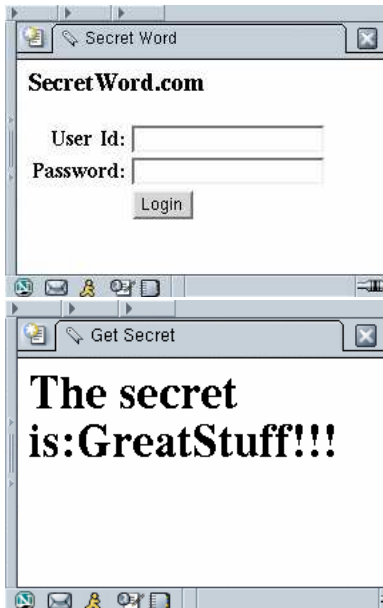 Secret Word
SecretWord.com
User Id:
Password:
Login
Get Secret
The secret
is:GreatStuff!!!